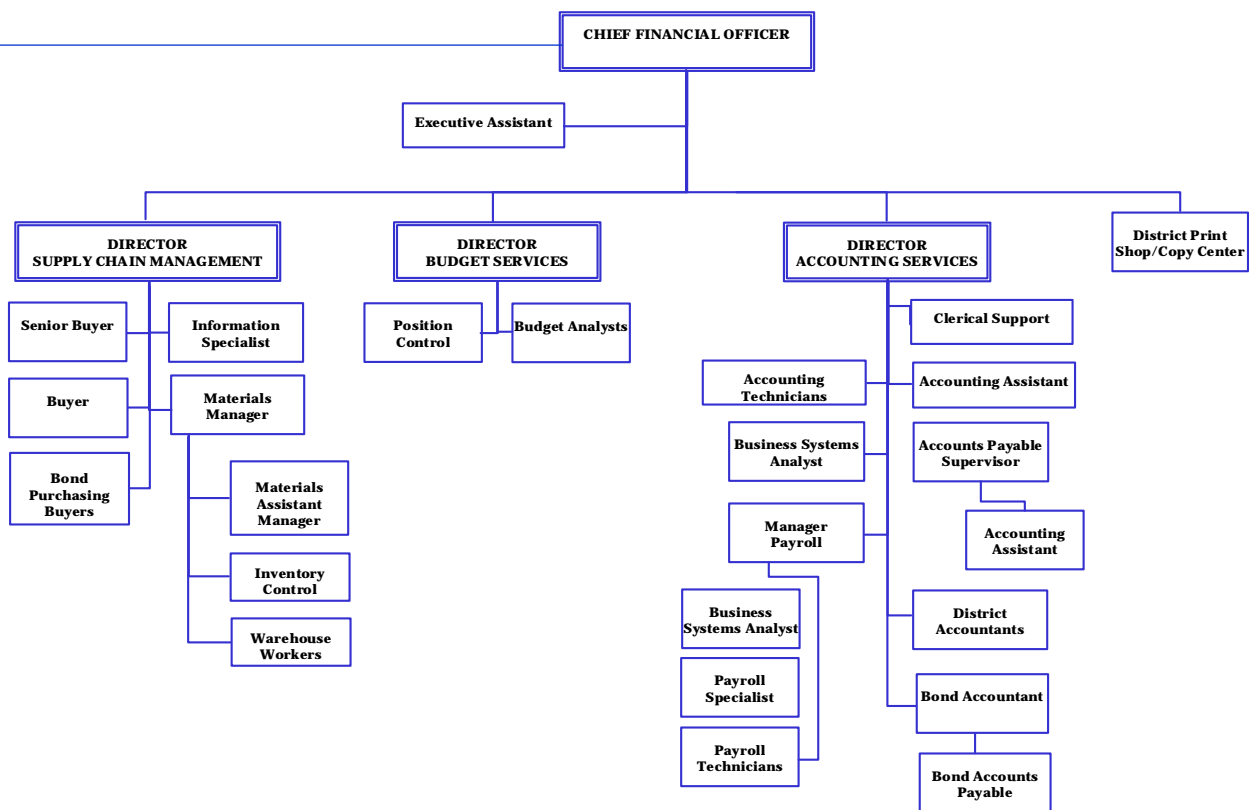 CHIEF FINANCIAL OFFICER
Executive Assistant
DIRECTOR
SUPPLY CHAIN MANAGEMENT
DIRECTOR
BUDGET SERVICES
DIRECTOR
ACCOUNTING SERVICES
District Print
Shop/Copy Center
Senior Buyer
Information
Specialist
Buyer
Materials
Manager
Bond
Purchasing
Buyers
Materials
Assistant
Manager
Inventory
Control
Warehouse
Workers
Position
Control
Budget Analysts
Clerical Support
Accounting
Technicians
Accounting Assistant
Business Systems
Analyst
Accounts Payable
Supervisor
Manager
Payroll
Accounting
Assistant
Business
Systems Analyst
District
Accountants
Payroll
Specialist
Bond Accountant
Payroll
Technicians
Bond Accounts
Payable